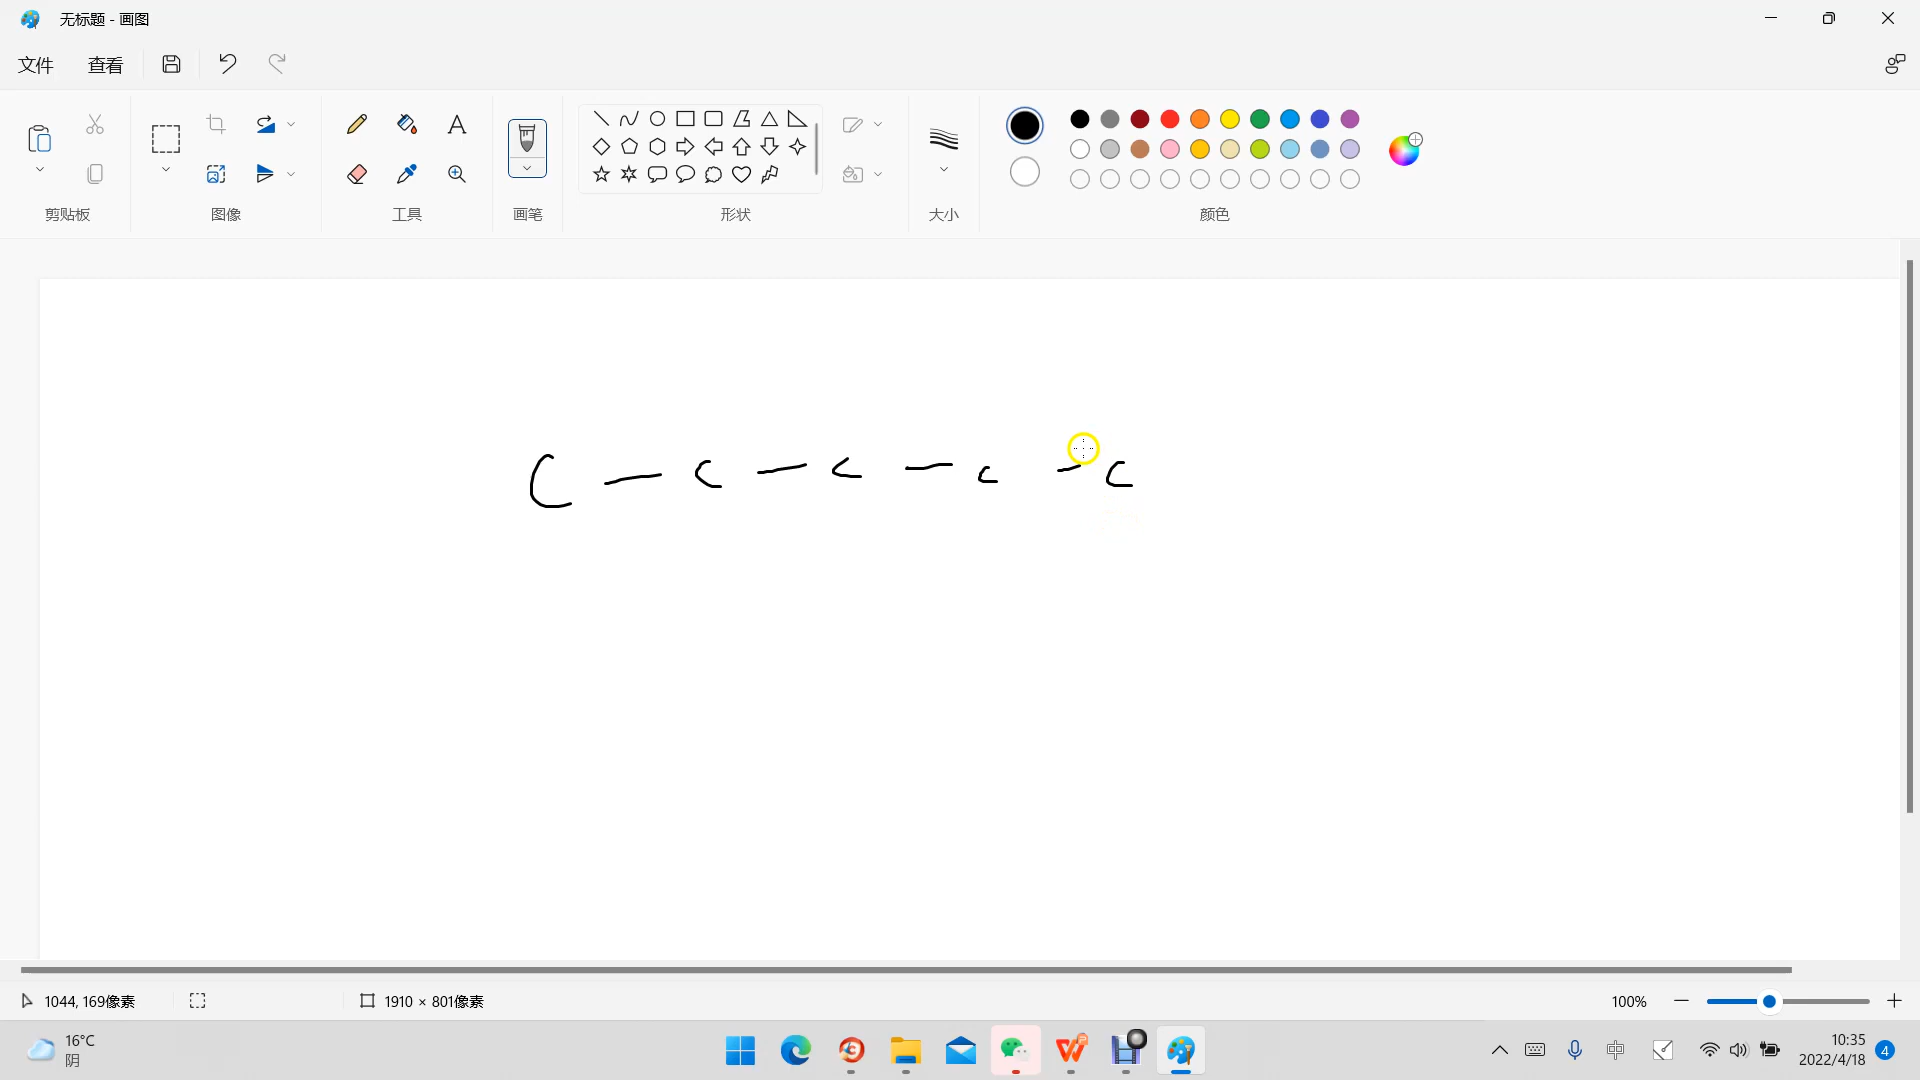 无标题 - 画图
文件 查看
剪贴板 图像 工具 画笔 形状 大小 颜色
C — c — c — c - c
1044, 169像素 1910 × 801像素 100%
16°C
阴
中
10:35
2022/4/18 4